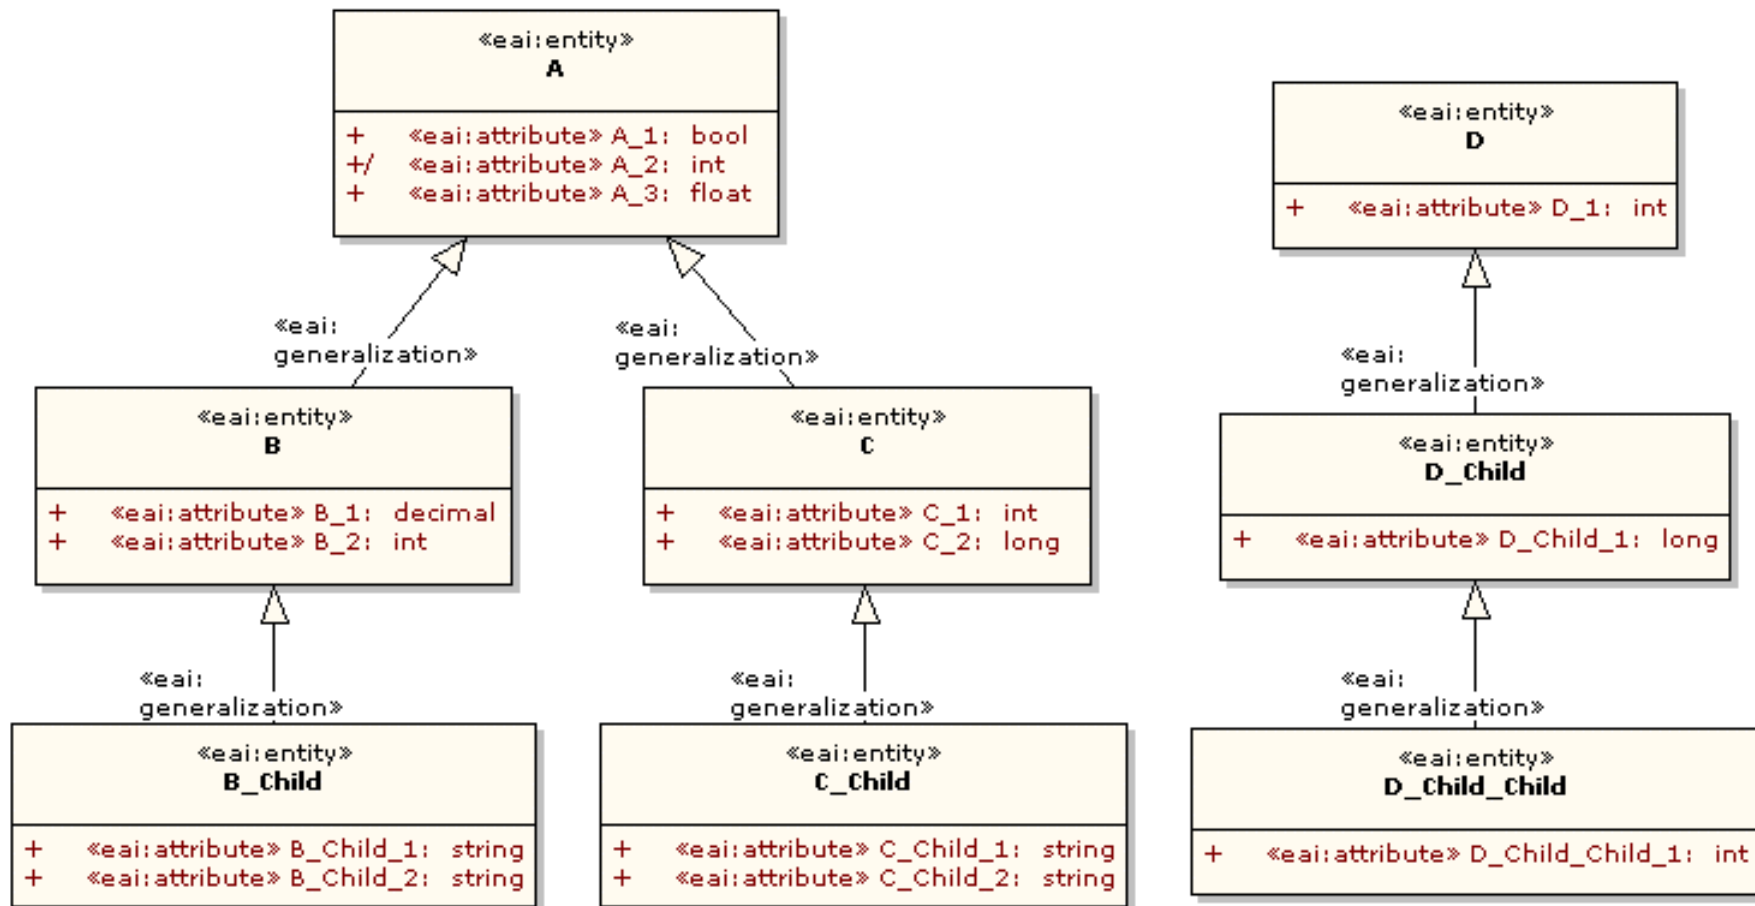 «eai:entity»
A
+ «eai:attribute» A_1: bool
+/ «eai:attribute» A_2: int
+ «eai:attribute» A_3: float
«eai:entity»
D
+ «eai:attribute» D_1: int
«eai:
generalization»
«eai:
generalization»
«eai:
generalization»
«eai:entity»
B
+ «eai:attribute» B_1: decimal
+ «eai:attribute» B_2: int
«eai:entity»
C
+ «eai:attribute» C_1: int
+ «eai:attribute» C_2: long
«eai:entity»
D_Child
+ «eai:attribute» D_Child_1: long
«eai:
generalization»
«eai:
generalization»
«eai:
generalization»
«eai:entity»
B_Child
+ «eai:attribute» B_Child_1: string
+ «eai:attribute» B_Child_2: string
«eai:entity»
C_Child
+ «eai:attribute» C_Child_1: string
+ «eai:attribute» C_Child_2: string
«eai:entity»
D_Child_Child
+ «eai:attribute» D_Child_Child_1: int